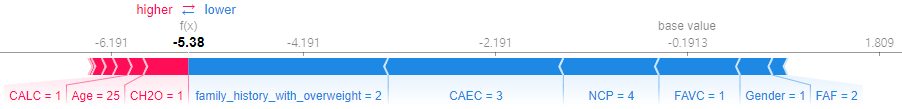 higher ⇄ lower
f(x) base value
-6.191 -5.38 -4.191 -2.191 -0.1913 1.809
CALC = 1 Age = 25 CH2O = 1 family_history_with_overweight = 2 CAEC = 3 NCP = 4 FAVC = 1 Gender = 1 FAF = 2